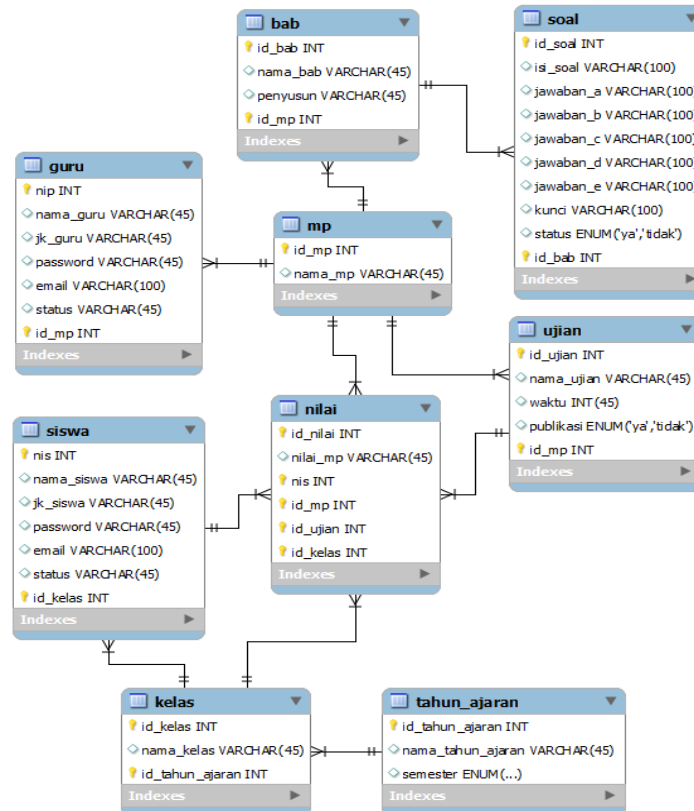 bab
id_bab INT
nama_bab VARCHAR(45)
penyusun VARCHAR(45)
id_mp INT
Indexes
soal
id_soal INT
isi_soal VARCHAR(100)
jawaban_a VARCHAR(100)
jawaban_b VARCHAR(100)
jawaban_c VARCHAR(100)
jawaban_d VARCHAR(100)
jawaban_e VARCHAR(100)
kunci VARCHAR(100)
status ENUM('ya','tidak')
id_bab INT
Indexes
guru
nip INT
nama_guru VARCHAR(45)
jk_guru VARCHAR(45)
password VARCHAR(45)
email VARCHAR(100)
status VARCHAR(45)
id_mp INT
Indexes
mp
id_mp INT
nama_mp VARCHAR(45)
Indexes
ujian
id_ujian INT
nama_ujian VARCHAR(45)
waktu INT(45)
publikasi ENUM('ya','tidak')
id_mp INT
Indexes
siswa
nis INT
nama_siswa VARCHAR(45)
jk_siswa VARCHAR(45)
password VARCHAR(45)
email VARCHAR(100)
status VARCHAR(45)
id_kelas INT
Indexes
nilai
id_nilai INT
nilai_mp VARCHAR(45)
nis INT
id_mp INT
id_ujian INT
id_kelas INT
Indexes
kelas
id_kelas INT
nama_kelas VARCHAR(45)
id_tahun_ajaran INT
Indexes
tahun_ajaran
id_tahun_ajaran INT
nama_tahun_ajaran VARCHAR(45)
semester ENUM(...)
Indexes